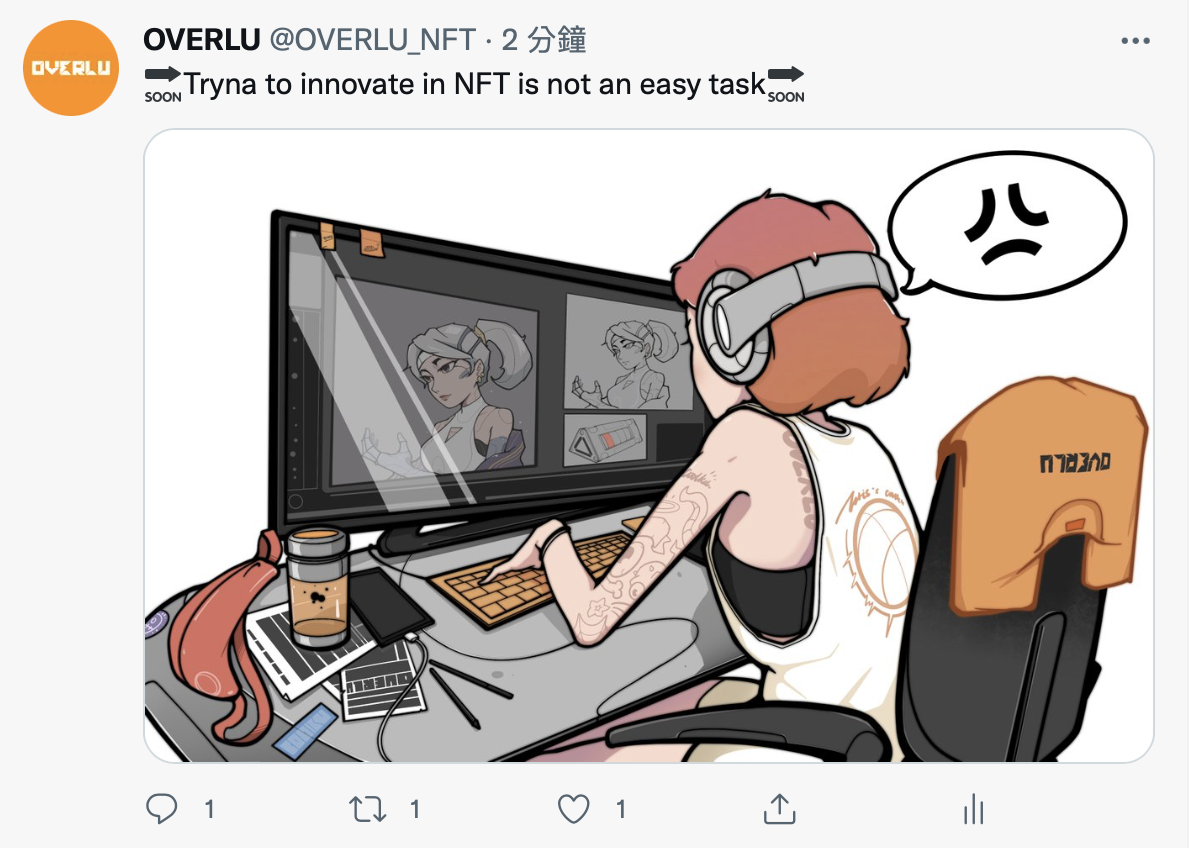 OVERLU
OVERLU @OVERLU_NFT · 2 分鐘
SOON Tryna to innovate in NFT is not an easy task SOON
OVERLU
1 1 1